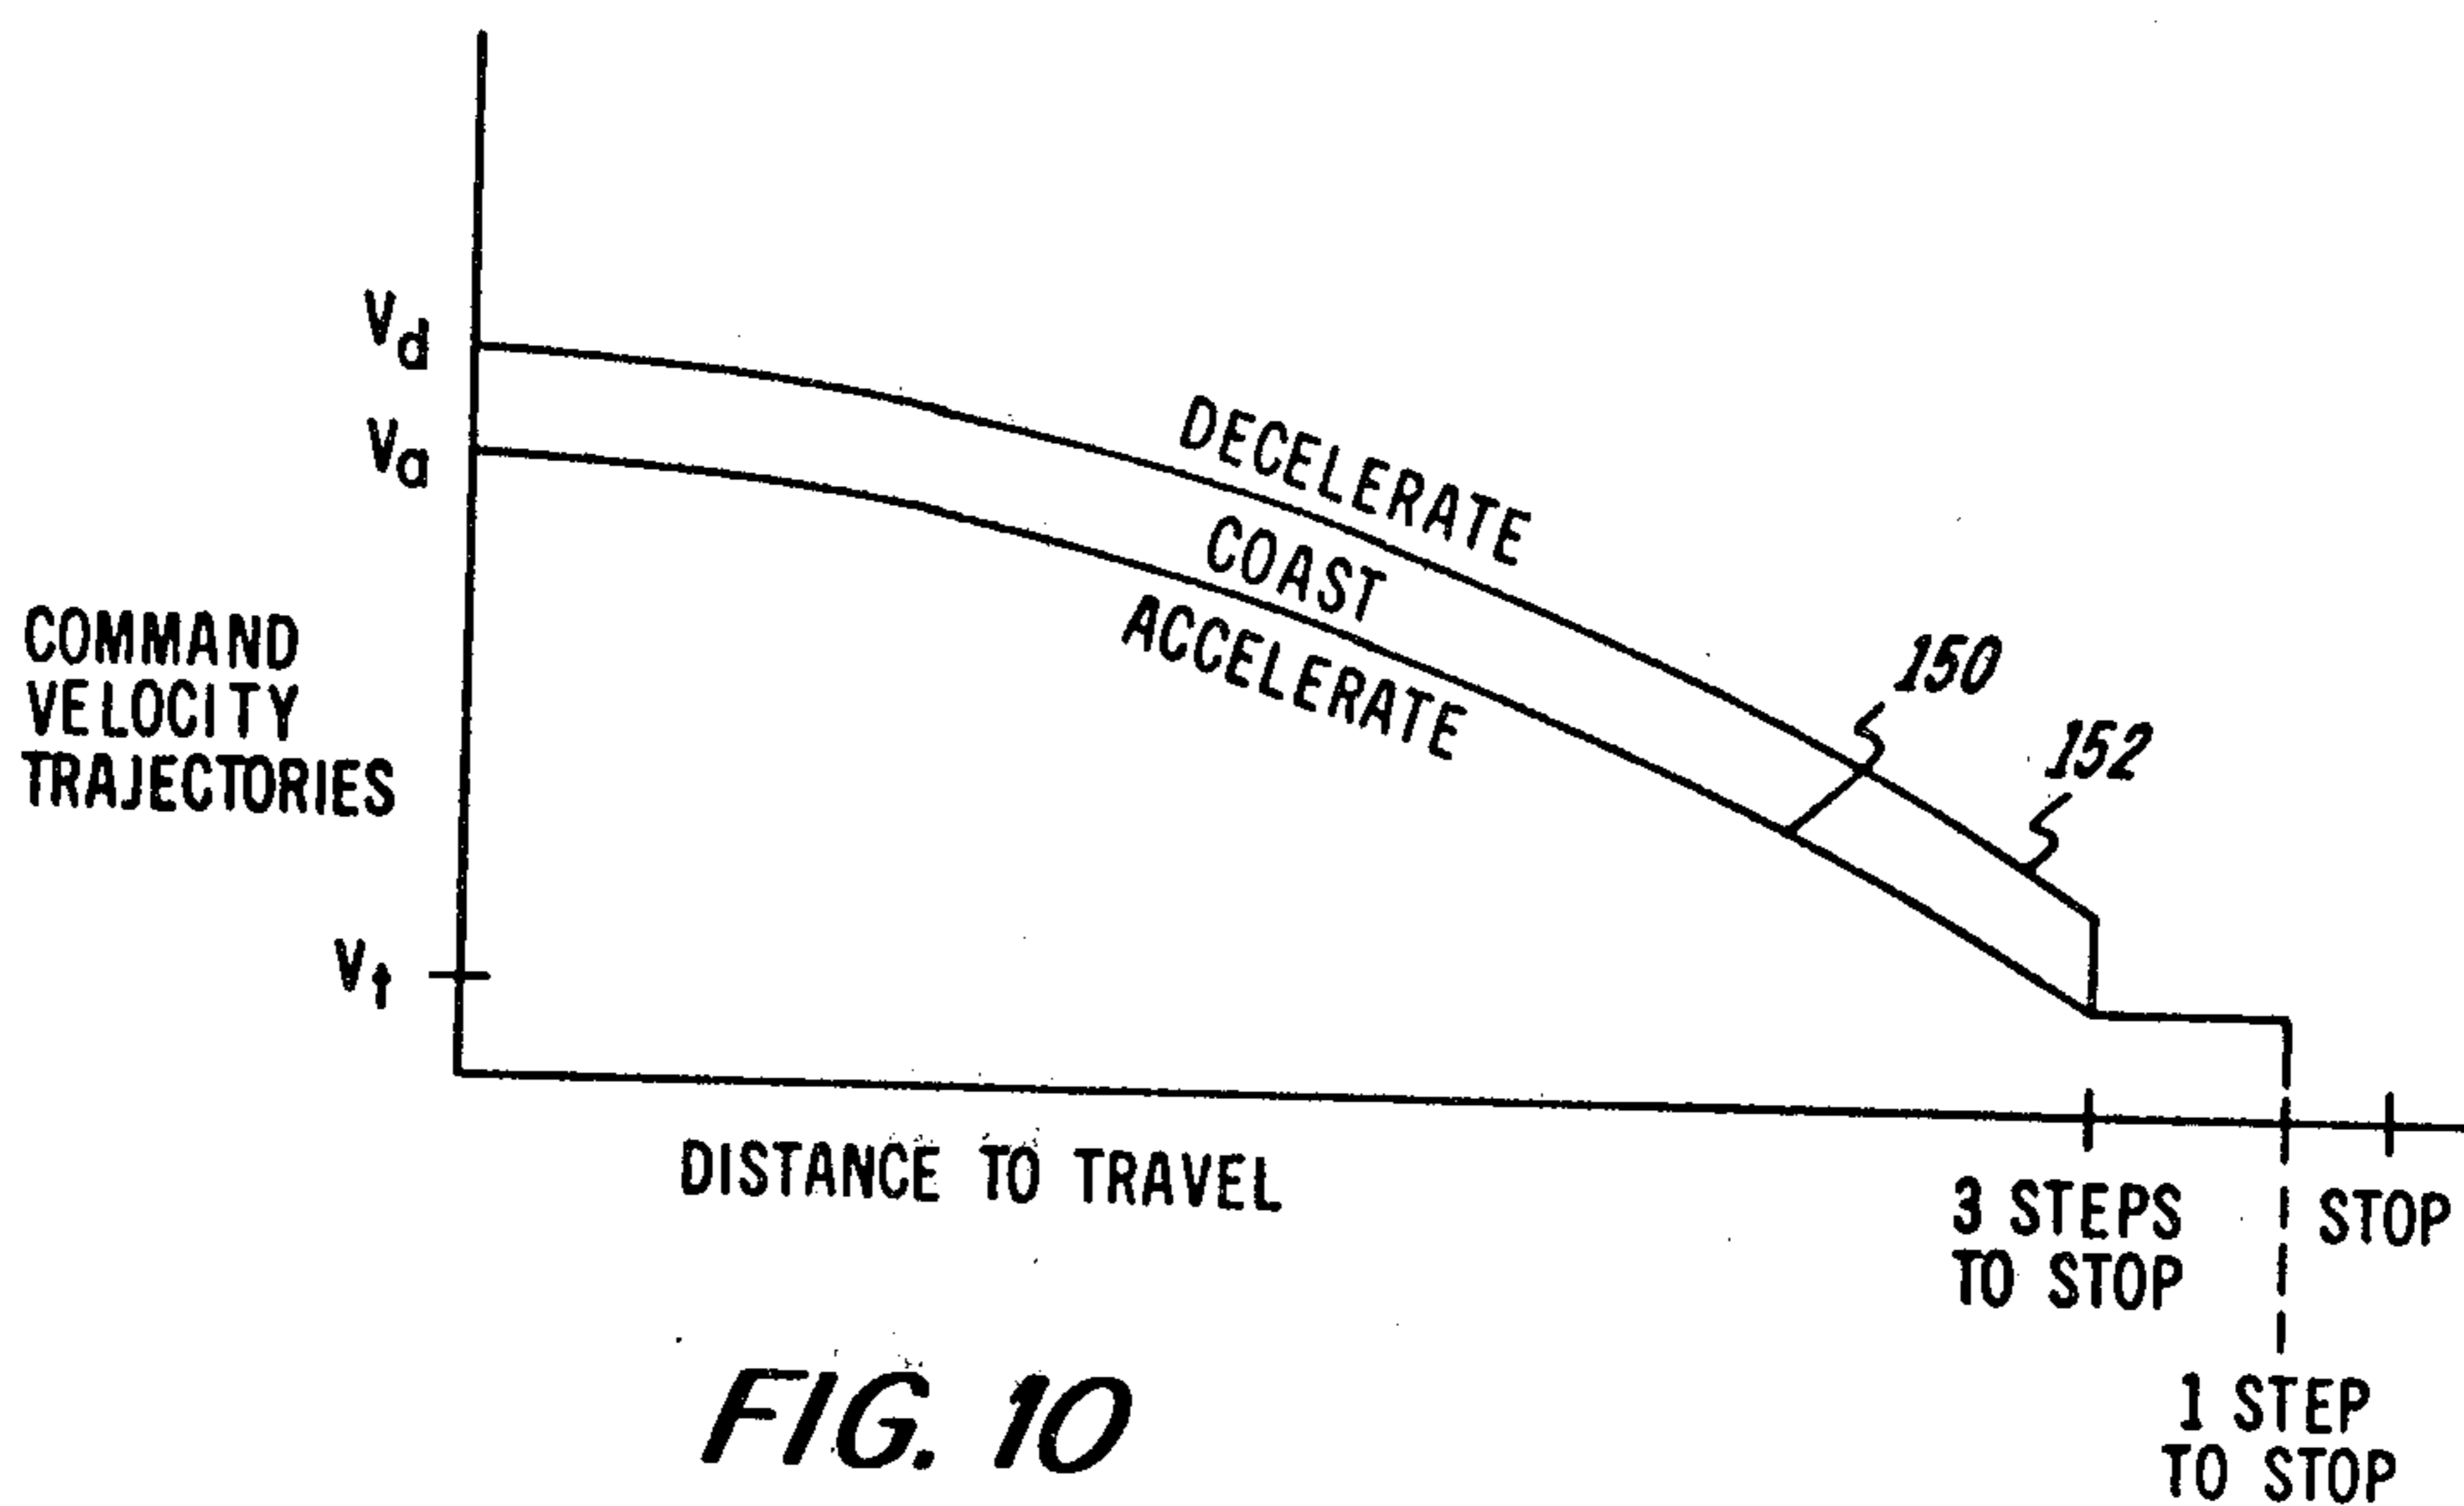 Vd
Va
DECELERATE
COAST
ACCELERATE
COMMAND
VELOCITY
TRAJECTORIES
150
152
Vt
DISTANCE TO TRAVEL
3 STEPS
TO STOP
STOP
1 STEP
TO STOP
FIG. 10